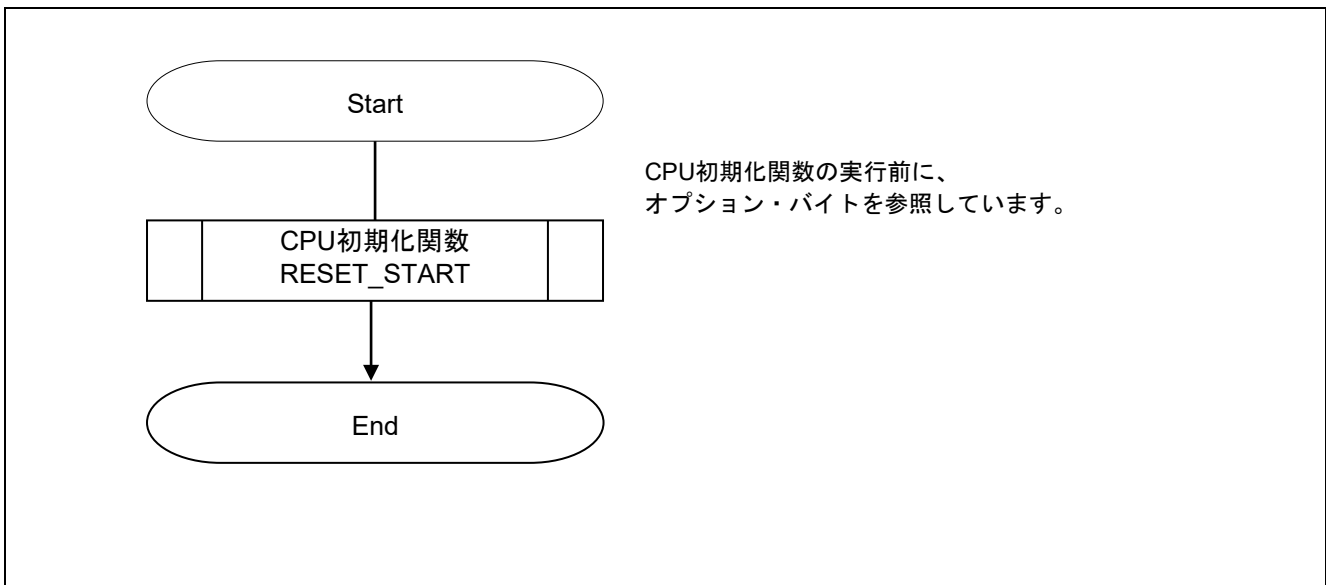 Start
CPU初期化関数の実行前に、
オプション・バイトを参照しています。
CPU初期化関数
RESET_START
End